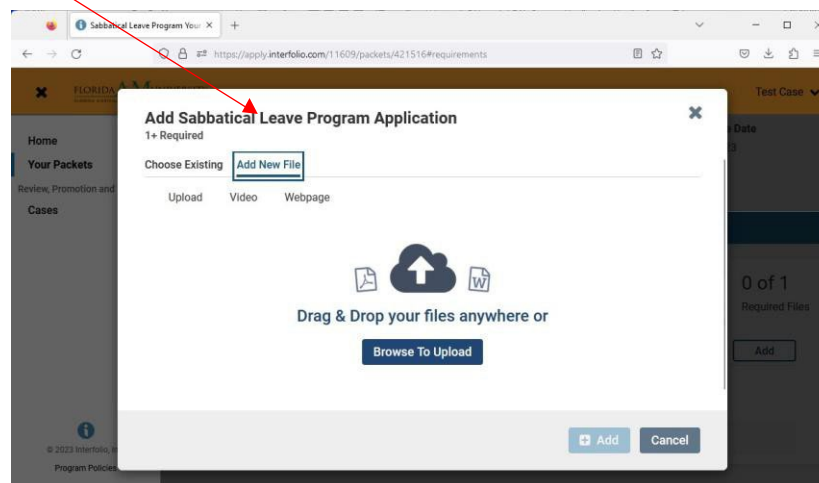 Sabbatical Leave Program Your
https://apply.interfolio.com/11609/packets/421516#requirements
FLORIDA
Test Case
Add Sabbatical Leave Program Application
1+ Required
Date
Home
Your Packets
Choose Existing Add New File
Review, Promotion and
Upload Video Webpage
Cases
0 of 1
Required Files
Drag & Drop your files anywhere or
Add
Browse To Upload
Add Cancel
© 2023 Interfolio,
Program Policies